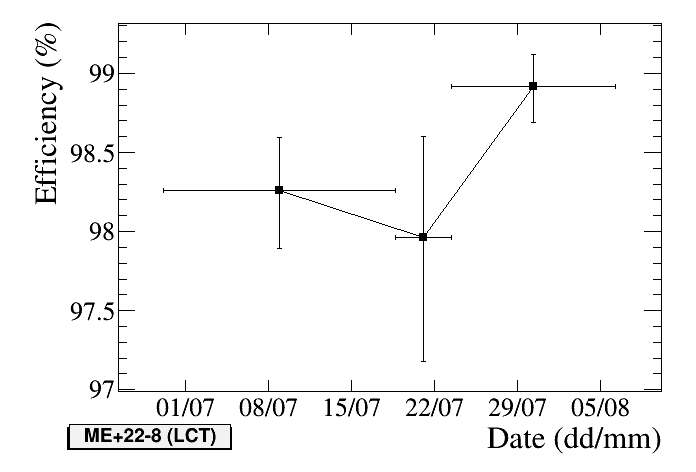 Efficiency (%)
99
98.5
98
97.5
97
01/07 08/07 15/07 22/07 29/07 05/08
ME+22-8 (LCT)
Date (dd/mm)